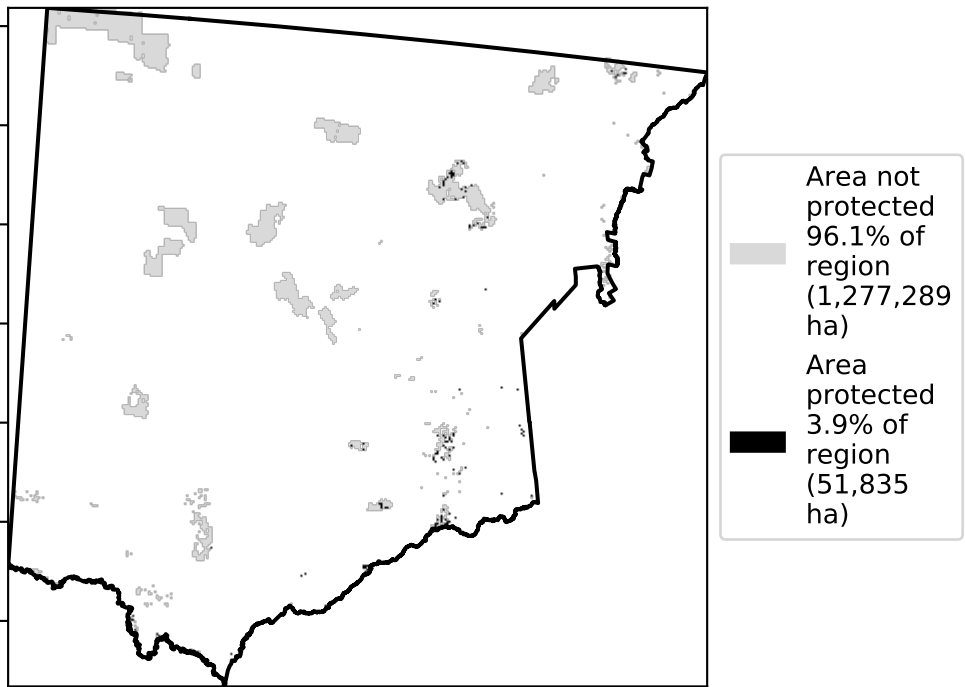 Area not
protected
96.1% of
region
(1,277,289
ha)
Area
protected
3.9% of
region
(51,835
ha)